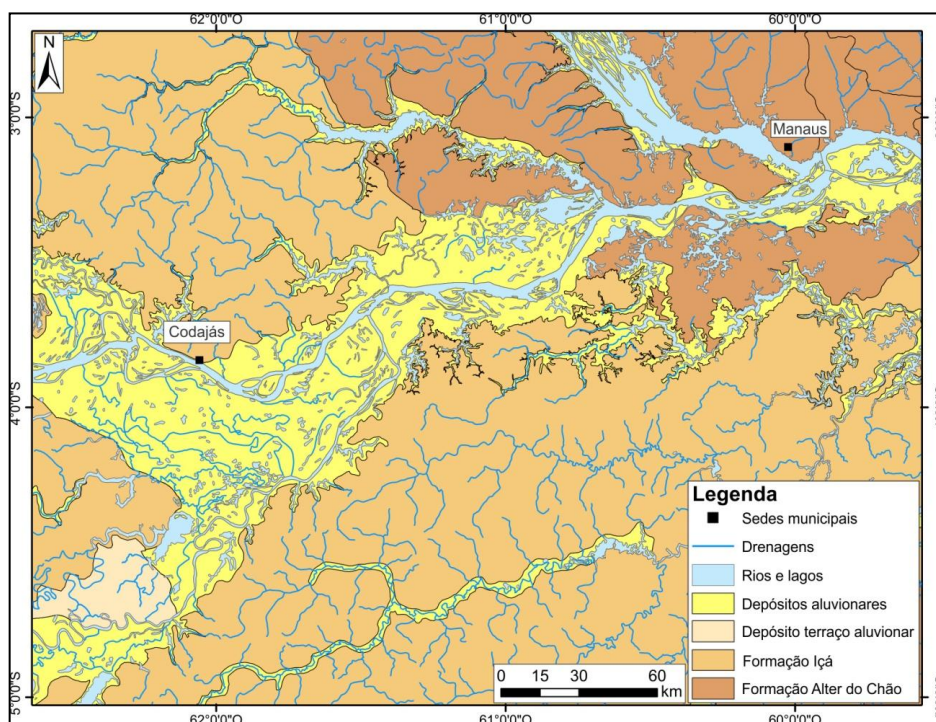 62°0'0"O
61°0'0"O
60°0'0"O
N
3°0'0"S
Manaus
Codajás
4°0'0"S
Legenda
Sedes municipais
Drenagens
Rios e lagos
Depósitos aluvionares
Depósito terraço aluvionar
Formação Içá
Formação Alter do Chão
0 15 30 60
km
5°0'0"S
62°0'0"O
61°0'0"O
60°0'0"O